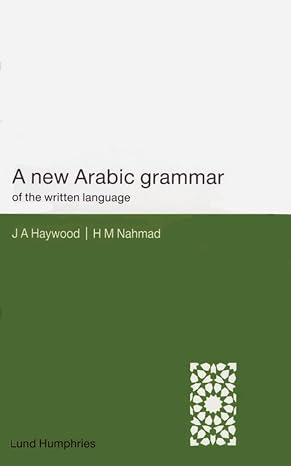 A new Arabic grammar
of the written language
J A Haywood | H M Nahmad
Lund Humphries